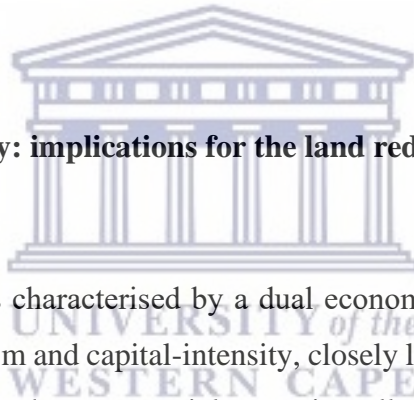 y: implications for the land red
characterised by a dual econom
UNIVERSITY of the
m and capital-intensity, closely l
WESTERN CAPE